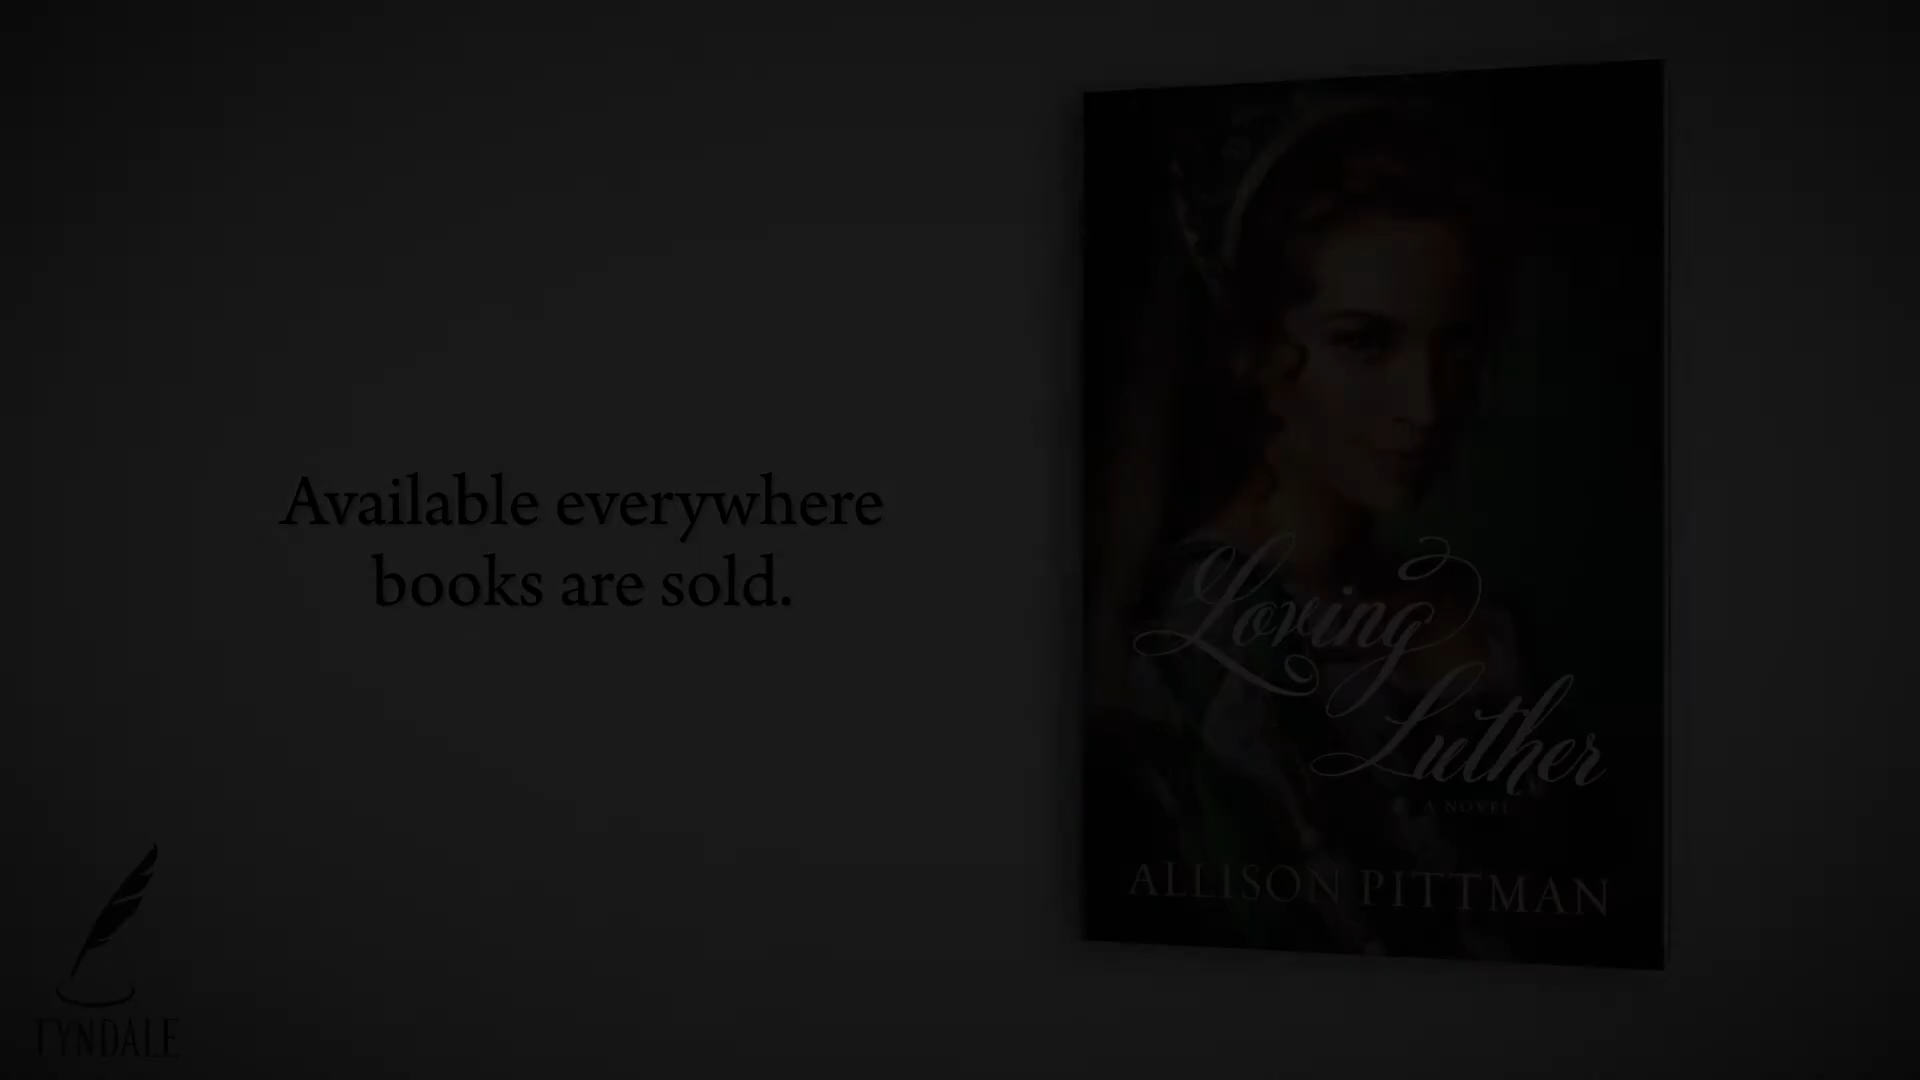 Available everywhere
books are sold.
Loving
Luther
A NOVEL
ALLISON PITTMAN
TYNDALE